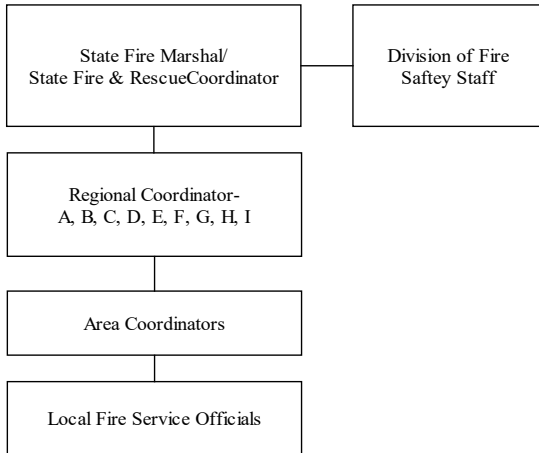 State Fire Marshal/
State Fire & RescueCoordinator
Division of Fire
Saftey Staff
Regional Coordinator-
A, B, C, D, E, F, G, H, I
Area Coordinators
Local Fire Service Officials